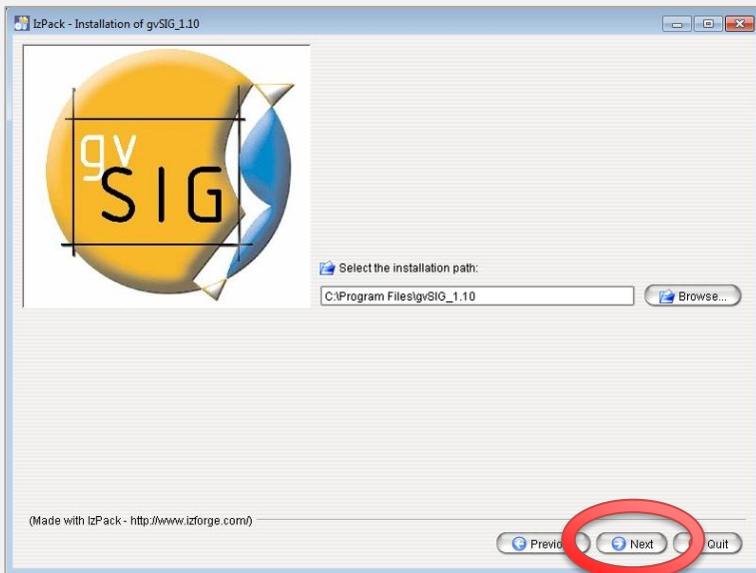 IzPack - Installation of gvSIG_1.10
gv
SIG
Select the installation path:
C:\Program Files\gvSIG_1.10 Browse...
(Made with IzPack - http://www.izforge.com/)
Next Quit